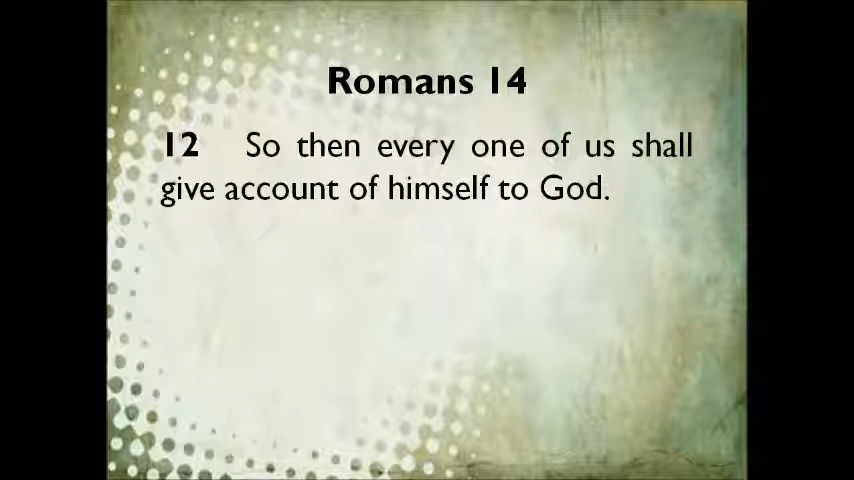 Romans 14
12 So then every one of us shall
give account of himself to God.